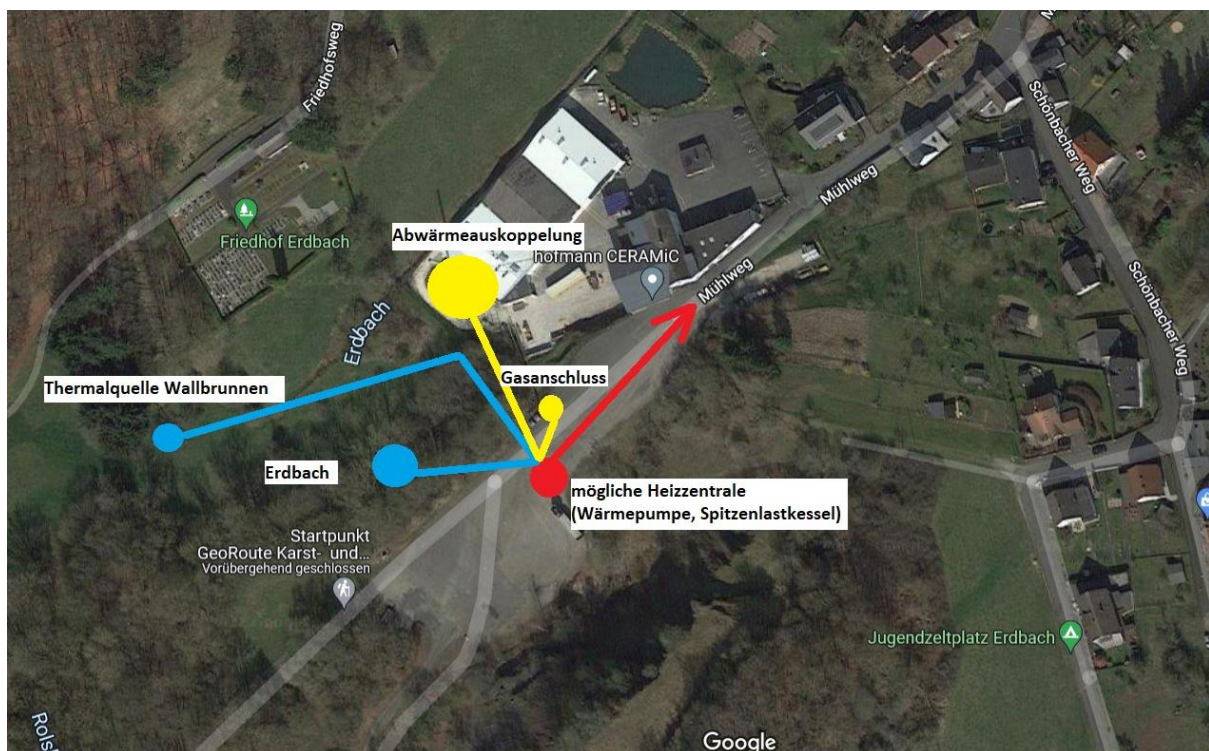 Friedhofsweg
Friedhof Erdbach
Abwärmeauskoppelung
hofmann CERAMiC
Mühlweg
Mühlweg
Schönbacher Weg
Schönbacher Weg
Erdbach
Thermalquelle Wallbrunnen
Gasanschluss
Erdbach
mögliche Heizzentrale
(Wärmepumpe, Spitzenlastkessel)
Startpunkt
GeoRoute Karst- und...
Vorübergehend geschlossen
Jugendzeltplatz Erdbach
Google